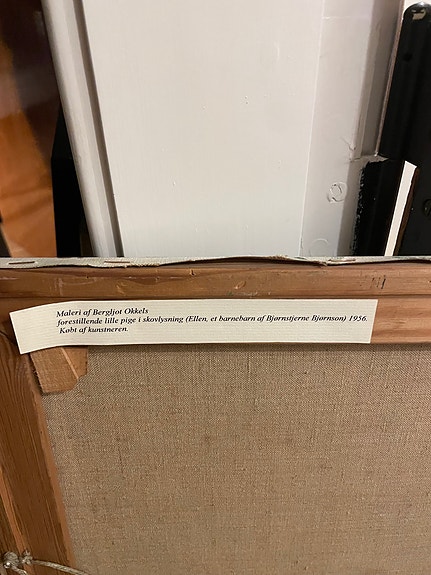 Maleri af Bergljot Okkels
forestillende lille pige i skovlysning (Ellen, et barnebarn af Bjørnstjerne Bjørnson) 1956.
Købt af kunstneren.